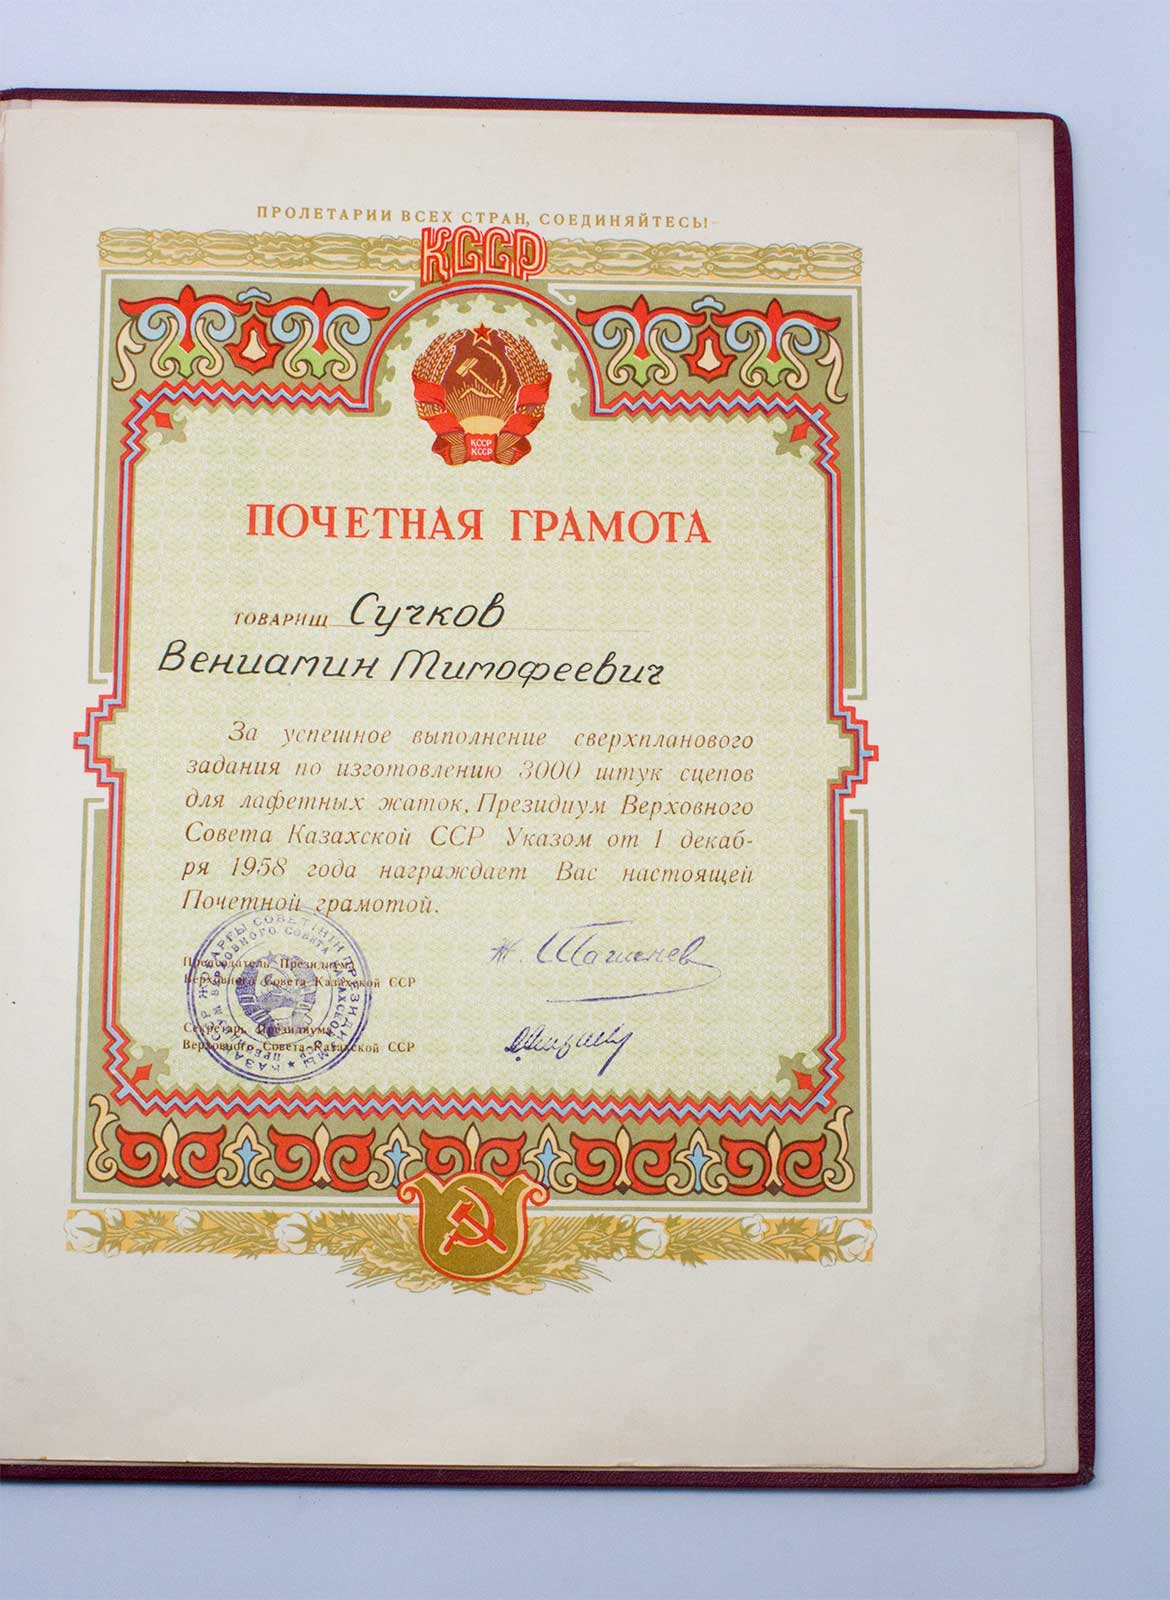 ПРОЛЕТАРИИ ВСЕХ СТРАН, СОЕДИНЯЙТЕСЬ!
КССР
КССР
КССР
ПОЧЕТНАЯ ГРАМОТА
ТОВАРИЩ Сучков
Вениамин Тимофеевич
За успешное выполнение сверхпланового
задания по изготовлению 3000 штук сцепов
для лафетных жаток, Президиум Верховного
Совета Казахской ССР Указом от 1 декаб-
ря 1958 года награждает Вас настоящей
Почетной грамотой.
Председатель Президиума
Верховного Совета Казахской ССР
Ж. Ташенев
Секретарь Президиума
Верховного Совета Казахской ССР